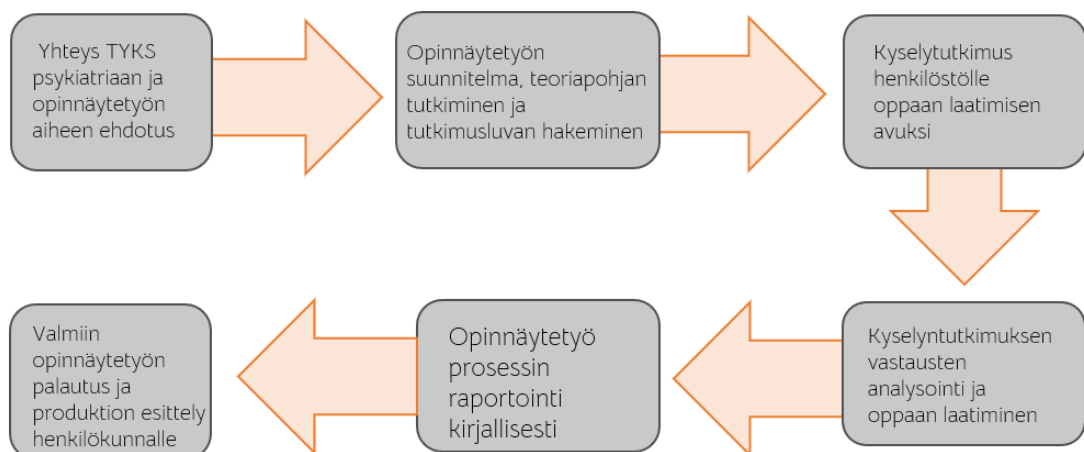 Yhteys TYKS
psykiatriaan ja
opinnäytetyön
aiheen ehdotus
Opinnäytetyön
suunnitelma, teoriapohjan
tutkiminen ja
tutkimusluvan hakeminen
Kyselytutkimus
henkilöstölle
oppaan laatimisen
avuksi
Kyselyntutkimuksen
vastausten
analysointi ja
oppaan laatiminen
Opinnäytetyö
prosessin
raportointi
kirjallisesti
Valmiin
opinnäytetyön
palautus ja
produktion esittely
henkilökunnalle